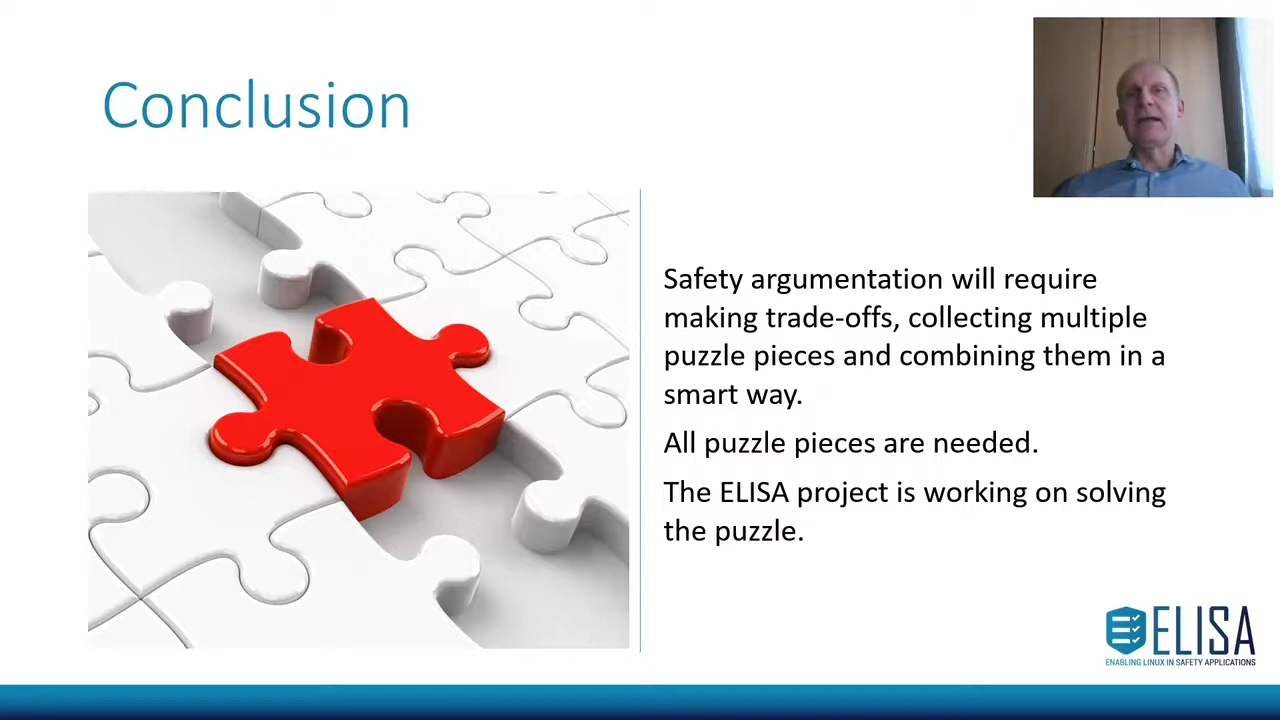 Conclusion
Safety argumentation will require
making trade-offs, collecting multiple
puzzle pieces and combining them in a
smart way.
All puzzle pieces are needed.
The ELISA project is working on solving
the puzzle.
ELISA
ENABLING LINUX IN SAFETY APPLICATIONS